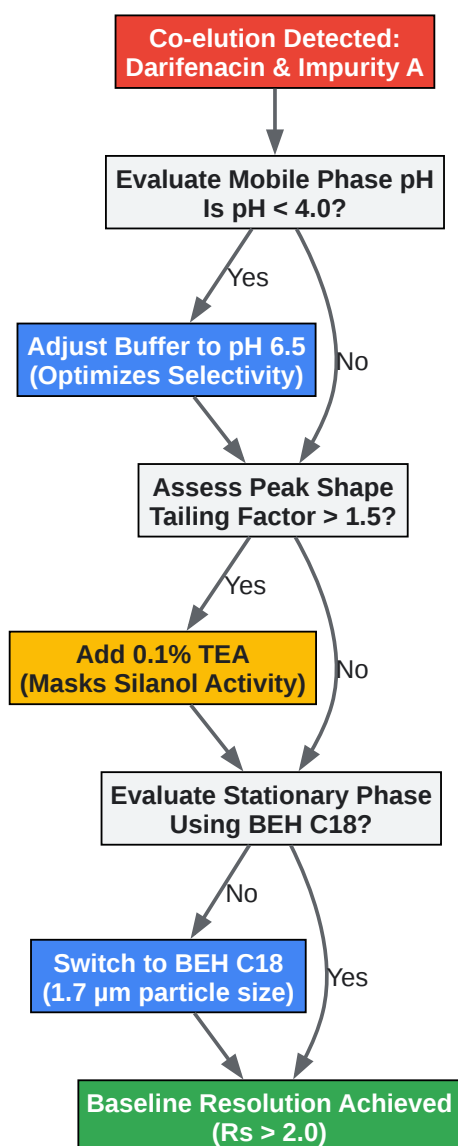 Co-elution Detected:
Darifenacin & Impurity A
Evaluate Mobile Phase pH
Is pH < 4.0?
Yes
Adjust Buffer to pH 6.5
(Optimizes Selectivity)
No
Assess Peak Shape
Tailing Factor > 1.5?
Yes
Add 0.1% TEA
(Masks Silanol Activity)
No
Evaluate Stationary Phase
Using BEH C18?
No
Switch to BEH C18
(1.7 µm particle size)
Yes
Baseline Resolution Achieved
(Rs > 2.0)